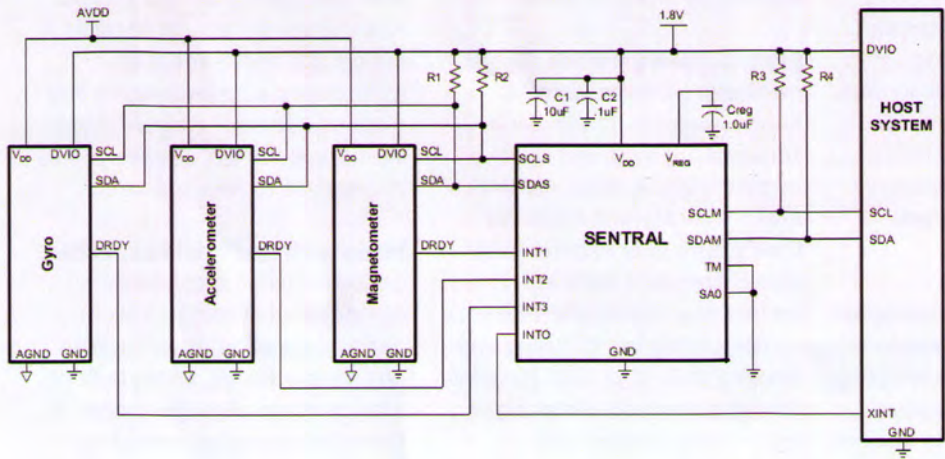 AVDD
1.8V
DVIO
HOST SYSTEM
R1
R2
R3
R4
C1 10uF
C2 .1uF
Creg 1.0uF
VDD DVIO SCL
VDD DVIO SCL
VDD DVIO SCL
SCLS
VDD
VREG
SDA
SDA
SDA
SDAS
SCLM
SCL
SENTRAL
SDAM
SDA
Gyro
Accelerometer
Magnetometer
DRDY
DRDY
DRDY
INT1
INT2
TM
INT3
SA0
INT0
AGND GND
AGND GND
AGND GND
GND
XINT
GND